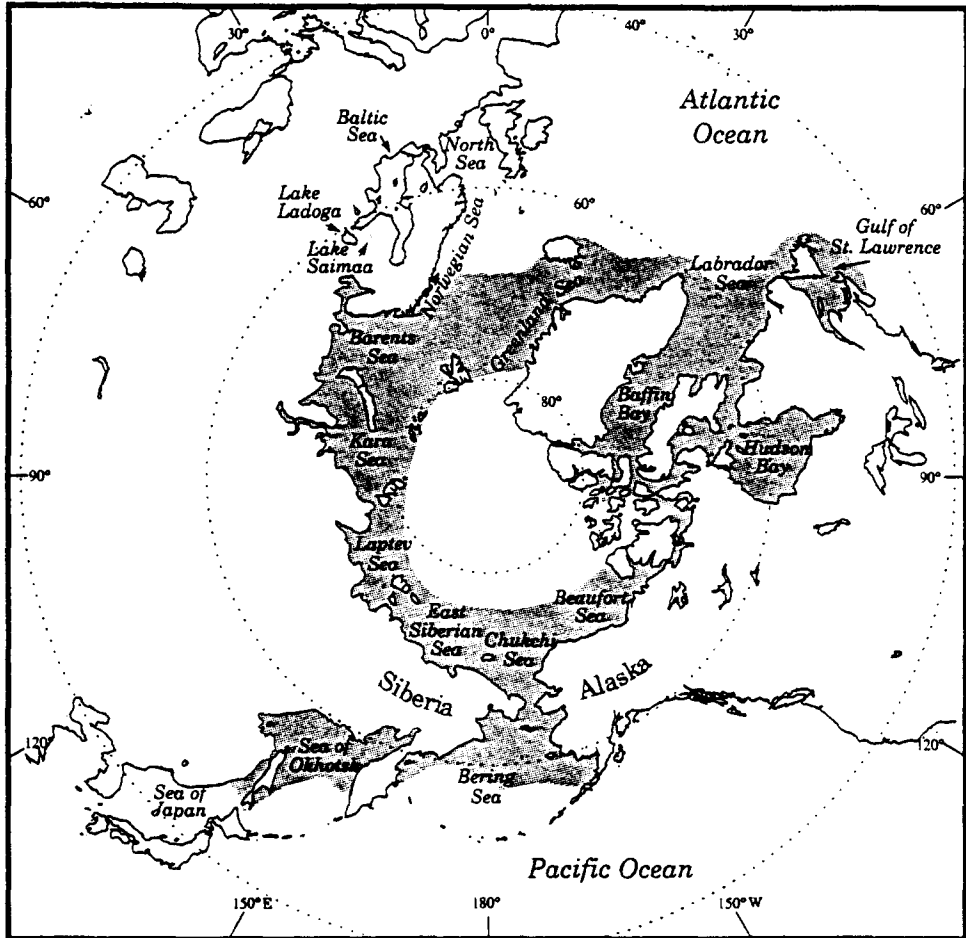 30°
0°
40°
30°
Atlantic
Ocean
Baltic
Sea
North
Sea
60°
Lake
Ladoga
60°
60°
Gulf of
St. Lawrence
Lake
Saimaa
Norwegian Sea
Labrador
Sea
Greenland Sea
Barents
Sea
80°
Baffin
Bay
Kara
Sea
Hudson
Bay
90°
90°
Laptev
Sea
Beaufort
Sea
East
Siberian
Sea
Chukchi
Sea
Siberia
Alaska
120°
Sea of
Okhotsk
120°
Sea of
Japan
Bering
Sea
Pacific Ocean
150°E
180°
150°W